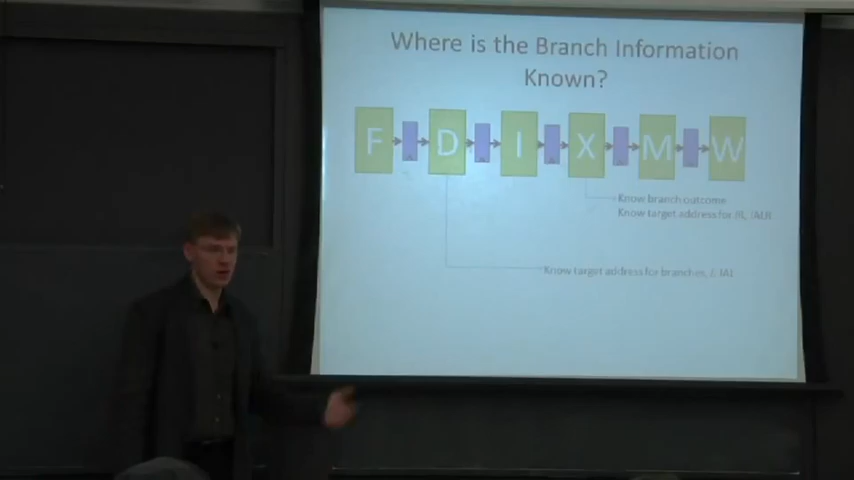 Where is the Branch Information
Known?
F D I X M W
Know branch outcome
Know target address for JR, JALR
Know target address for branches, J, JAL